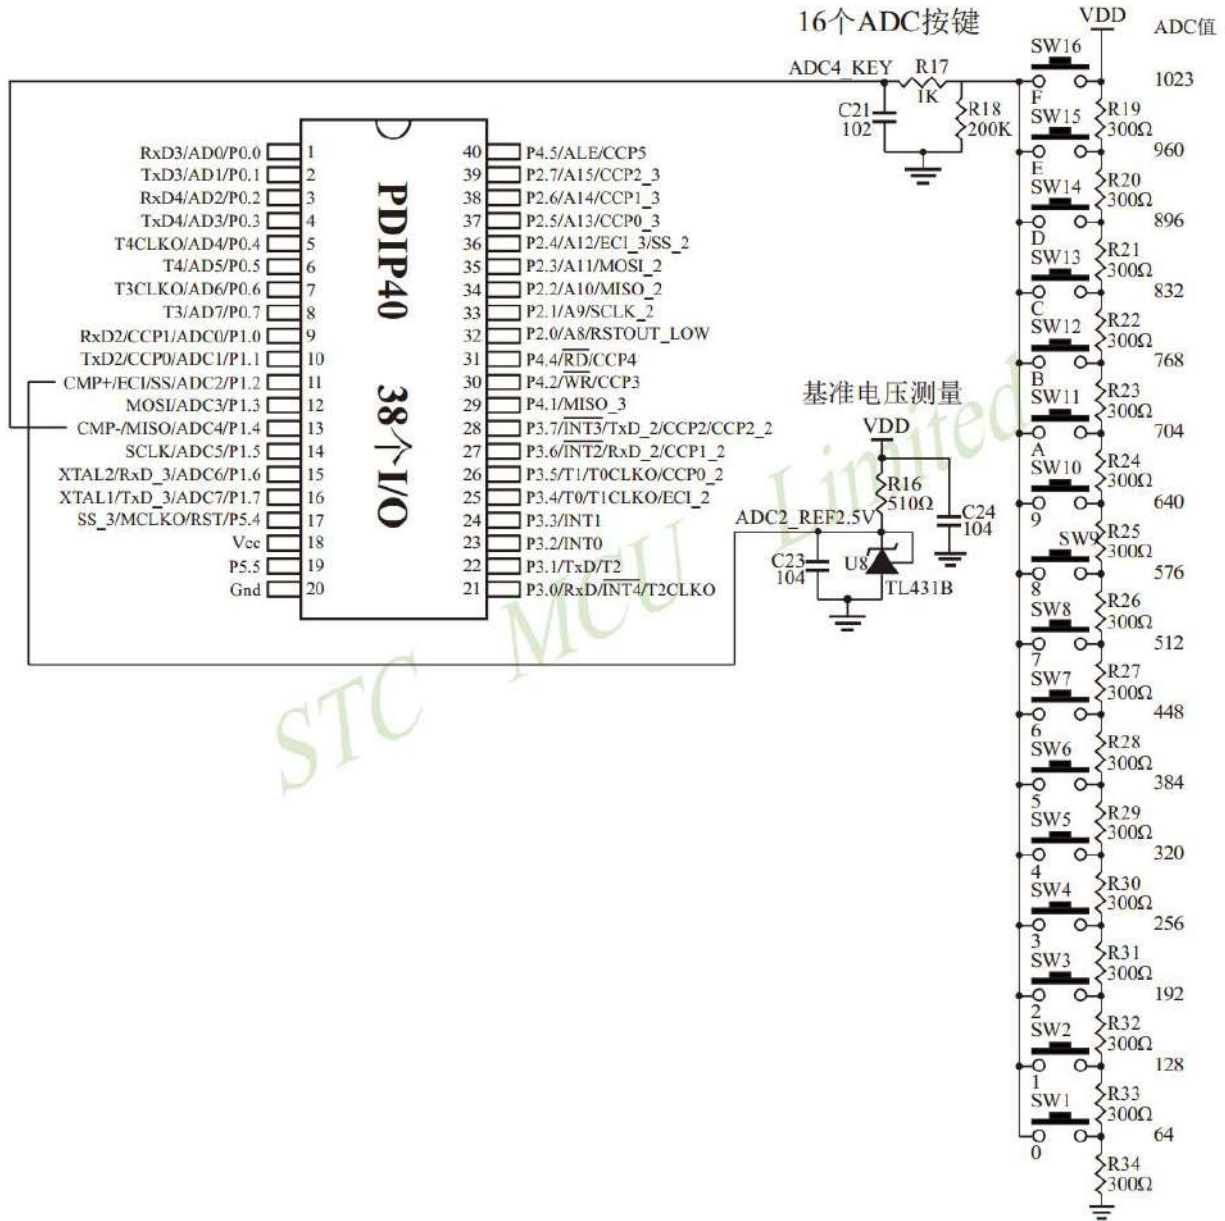 16个ADC按键
VDD
ADC值
ADC4_KEY
R17
1K
C21
102
R18
200K
SW16
1023
F
R19
300Ω
SW15
960
E
R20
300Ω
SW14
896
D
R21
300Ω
SW13
832
C
R22
300Ω
SW12
768
B
R23
300Ω
SW11
704
A
R24
300Ω
SW10
640
9
R25
300Ω
SW9
576
8
R26
300Ω
SW8
512
7
R27
300Ω
SW7
448
6
R28
300Ω
SW6
384
5
R29
300Ω
SW5
320
4
R30
300Ω
SW4
256
3
R31
300Ω
SW3
192
2
R32
300Ω
SW2
128
1
R33
300Ω
SW1
64
0
R34
300Ω
PDIP40 38个I/O
RxD3/AD0/P0.0 1
TxD3/AD1/P0.1 2
RxD4/AD2/P0.2 3
TxD4/AD3/P0.3 4
T4CLKO/AD4/P0.4 5
T4/AD5/P0.5 6
T3CLKO/AD6/P0.6 7
T3/AD7/P0.7 8
RxD2/CCP1/ADC0/P1.0 9
TxD2/CCP0/ADC1/P1.1 10
CMP+/ECI/SS/ADC2/P1.2 11
MOSI/ADC3/P1.3 12
CMP-/MISO/ADC4/P1.4 13
SCLK/ADC5/P1.5 14
XTAL2/RxD_3/ADC6/P1.6 15
XTAL1/TxD_3/ADC7/P1.7 16
SS_3/MCLKO/RST/P5.4 17
Vcc 18
P5.5 19
Gnd 20
40 P4.5/ALE/CCP5
39 P2.7/A15/CCP2_3
38 P2.6/A14/CCP1_3
37 P2.5/A13/CCP0_3
36 P2.4/A12/ECI_3/SS_2
35 P2.3/A11/MOSI_2
34 P2.2/A10/MISO_2
33 P2.1/A9/SCLK_2
32 P2.0/A8/RSTOUT_LOW
31 P4.4/RD/CCP4
30 P4.2/WR/CCP3
29 P4.1/MISO_3
28 P3.7/INT3/TxD_2/CCP2/CCP2_2
27 P3.6/INT2/RxD_2/CCP1_2
26 P3.5/T1/T0CLKO/CCP0_2
25 P3.4/T0/T1CLKO/ECI_2
24 P3.3/INT1
23 P3.2/INT0
22 P3.1/TxD/T2
21 P3.0/RxD/INT4/T2CLKO
基准电压测量
VDD
R16
510Ω
ADC2_REF2.5V
C24
104
C23
104
U8
TL431B
STC MCU Limited